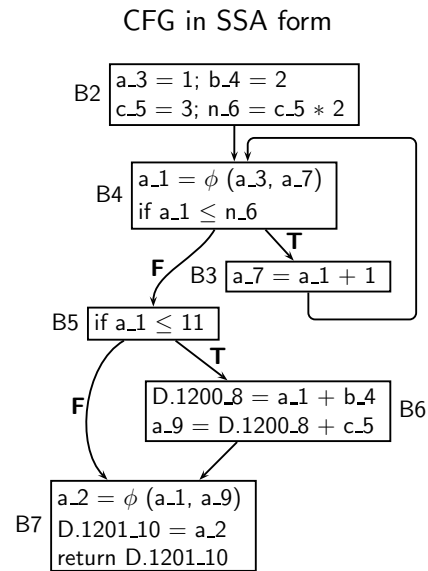 CFG in SSA form
B2
a_3 = 1; b_4 = 2
c_5 = 3; n_6 = c_5 * 2
B4
a_1 = ϕ (a_3, a_7)
if a_1 ≤ n_6
F
T
B3
a_7 = a_1 + 1
B5
if a_1 ≤ 11
F
T
D.1200_8 = a_1 + b_4
a_9 = D.1200_8 + c_5
B6
B7
a_2 = ϕ (a_1, a_9)
D.1201_10 = a_2
return D.1201_10